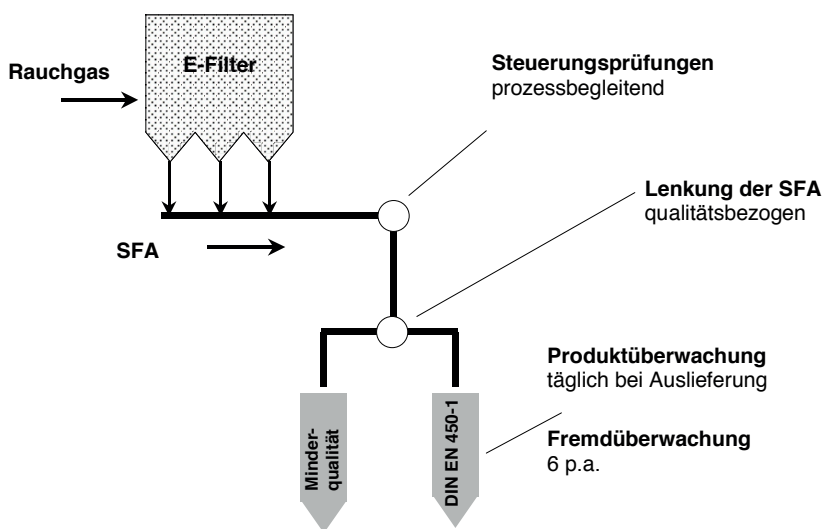 E-Filter
Rauchgas
Steuerungsprüfungen
prozessbegleitend
Lenkung der SFA
qualitätsbezogen
SFA
Produktüberwachung
täglich bei Auslieferung
Minder-
qualität
DIN EN 450-1
Fremdüberwachung
6 p.a.